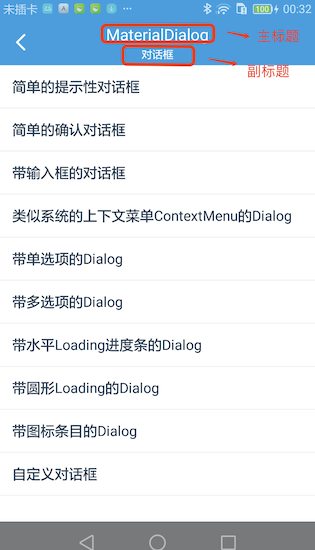 未插卡 100% 00:32
MaterialDialog 主标题
对话框 副标题
简单的提示性对话框
简单的确认对话框
带输入框的对话框
类似系统的上下文菜单ContextMenu的Dialog
带单选项的Dialog
带多选项的Dialog
带水平Loading进度条的Dialog
带圆形Loading的Dialog
带图标条目的Dialog
自定义对话框